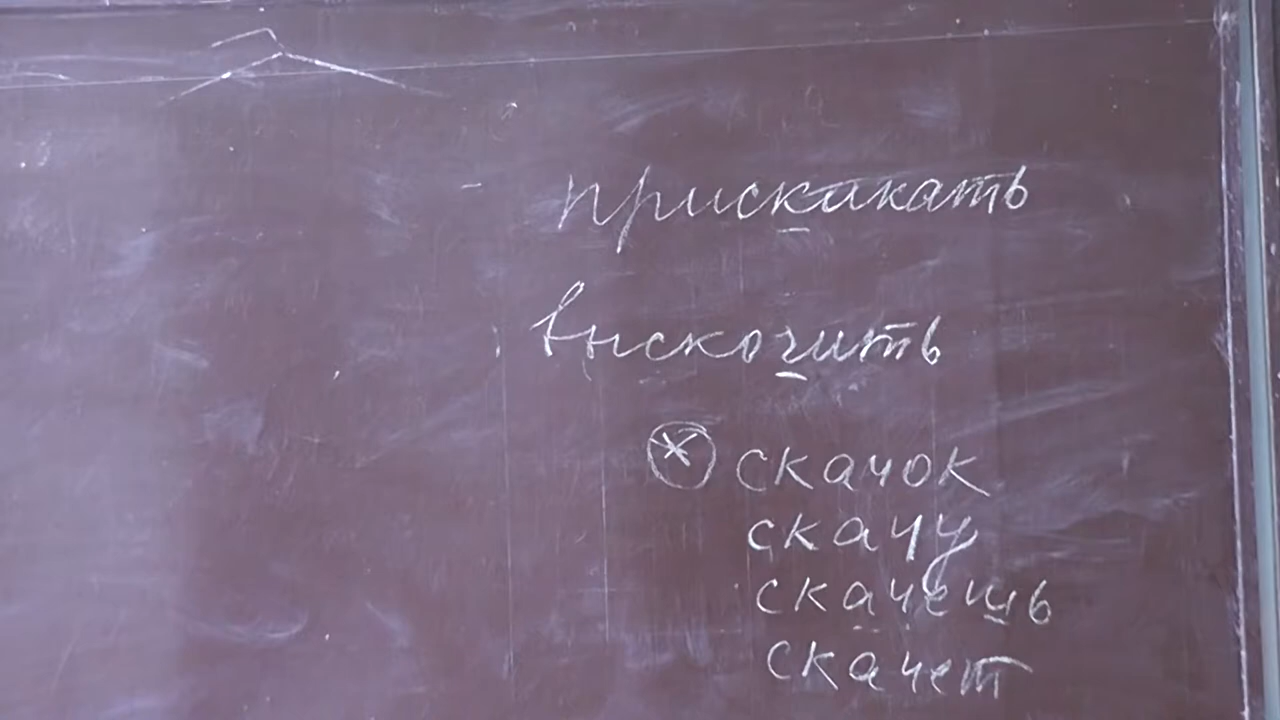 прискакать
выскочить
* скачок
скачу
скачешь
скачет